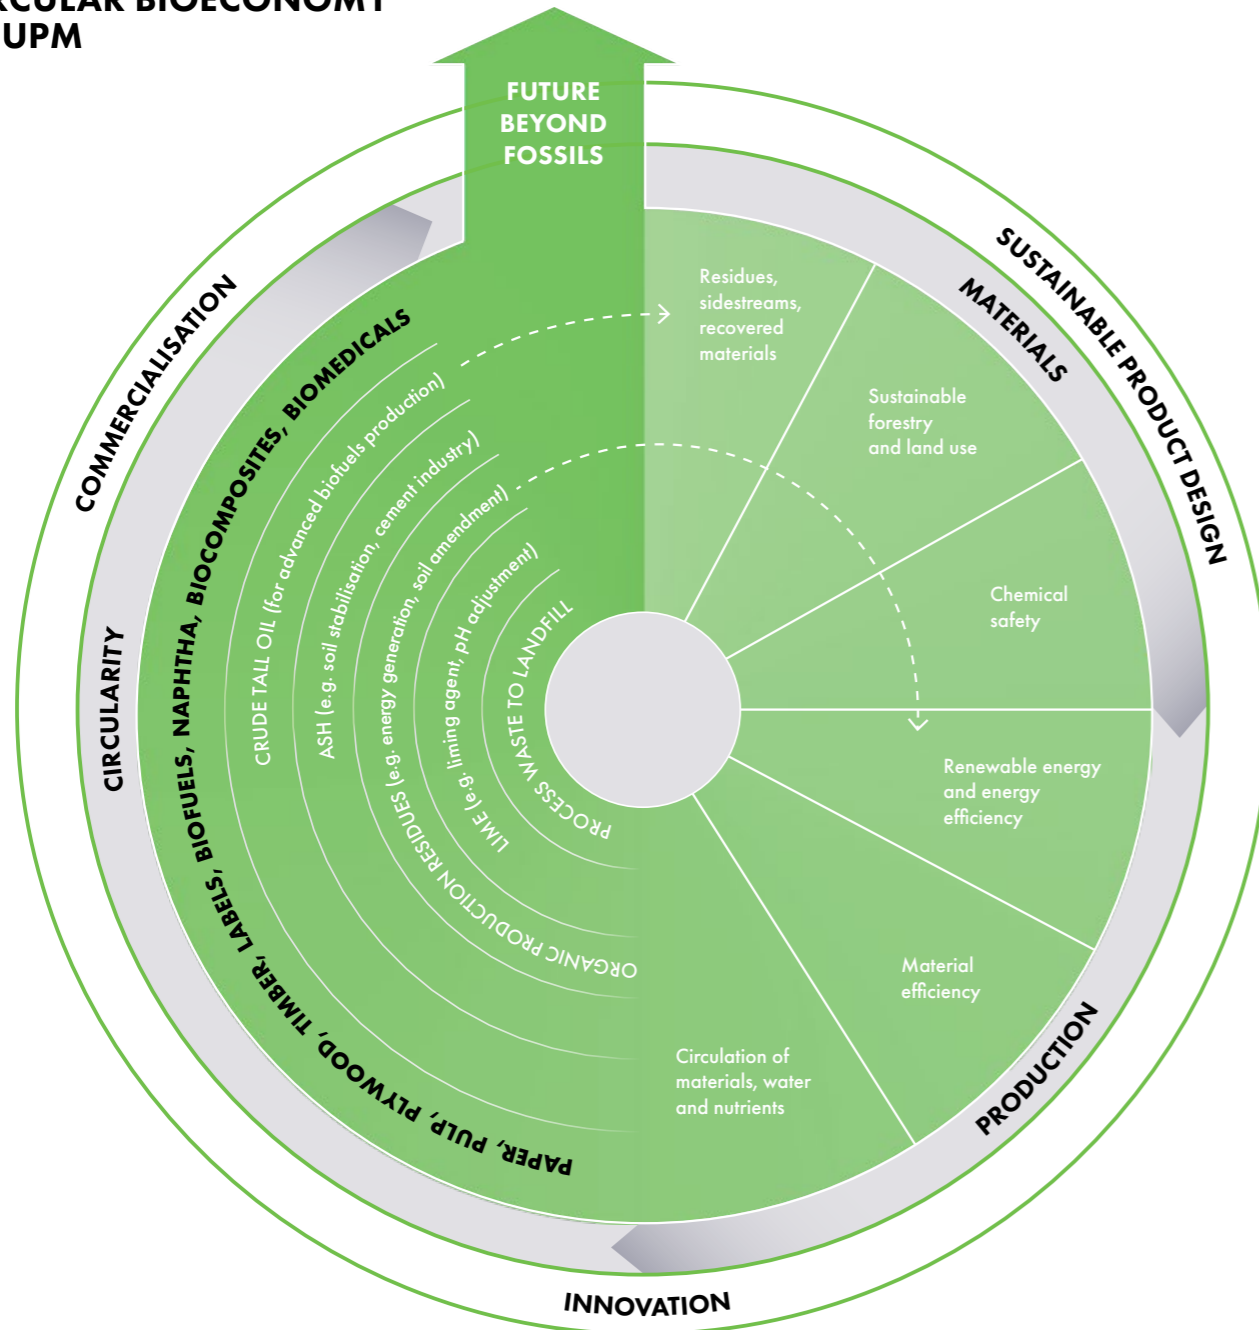 RCULAR BIOECONOMY
UPM
FUTURE
BEYOND
FOSSILS
COMMERCIALISATION
SUSTAINABLE PRODUCT DESIGN
INNOVATION
CIRCULARITY
MATERIALS
PRODUCTION
Residues,
sidestreams,
recovered
materials
Sustainable
forestry
and land use
Chemical
safety
Renewable energy
and energy
efficiency
Material
efficiency
Circulation of
materials, water
and nutrients
PAPER, PULP, PLYWOOD, TIMBER, LABELS, BIOFUELS, NAPHTHA, BIOCOMPOSITES, BIOMEDICALS
CRUDE TALL OIL (for advanced biofuels production)
ASH (e.g. soil stabilisation, cement industry)
ORGANIC PRODUCTION RESIDUES (e.g. energy generation, soil amendment)
LIME (e.g. liming agent, pH adjustment)
PROCESS WASTE TO LANDFILL